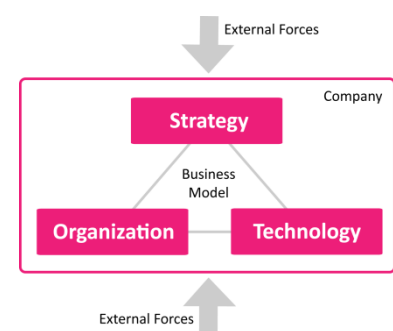 External Forces
Company
Strategy
Business
Model
Organization
Technology
External Forces